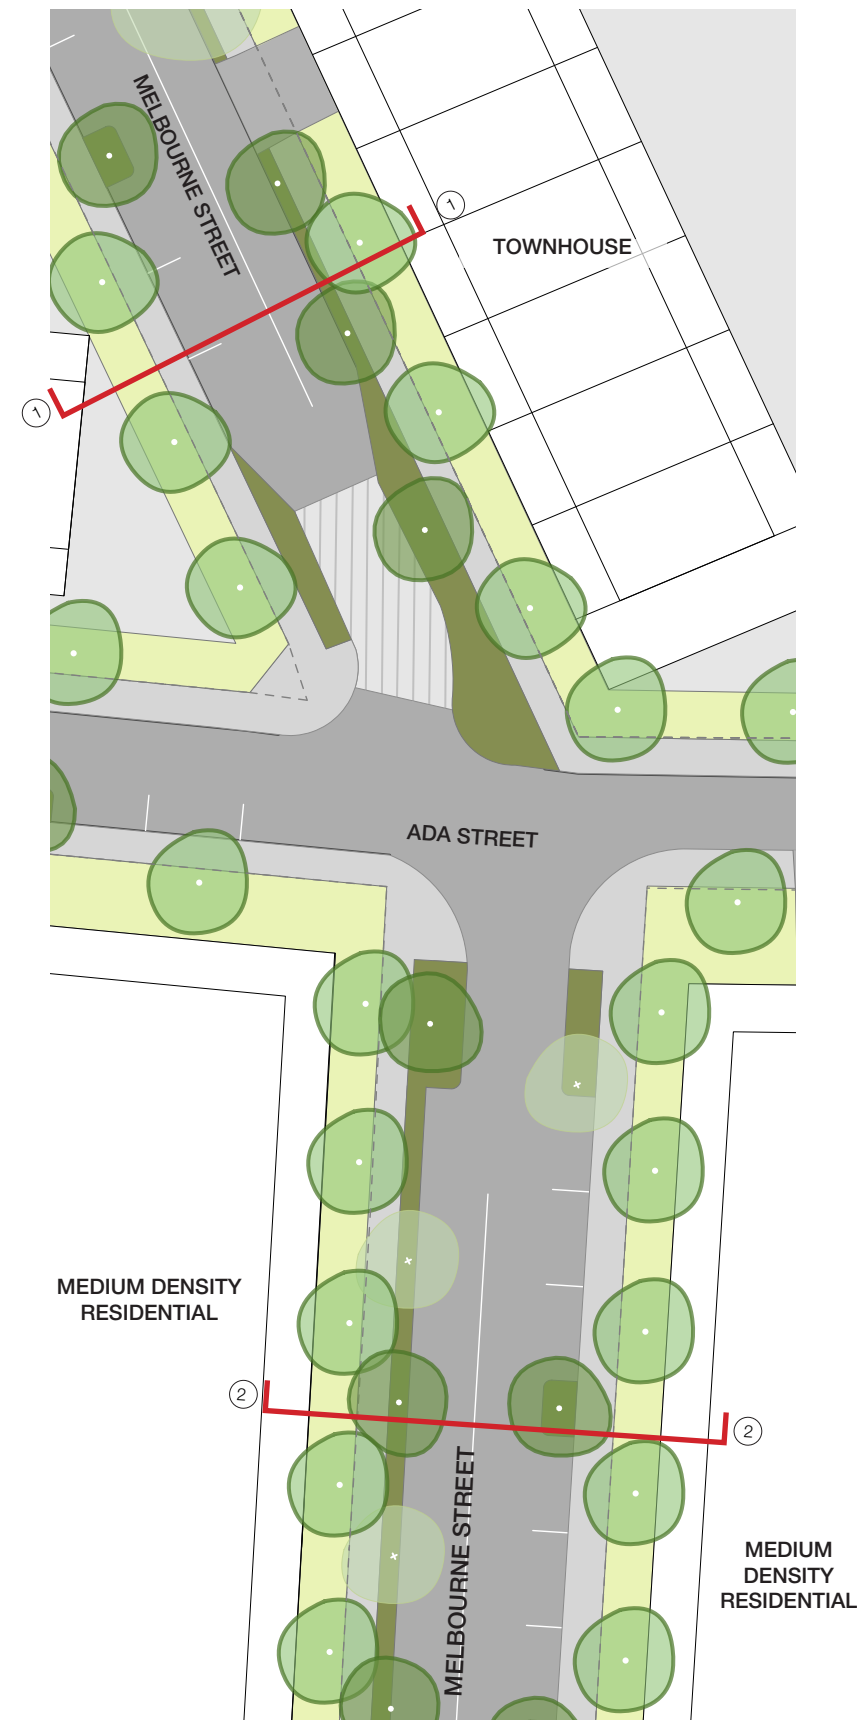 MELBOURNE STREET
1
TOWNHOUSE
1
ADA STREET
MEDIUM DENSITY
RESIDENTIAL
2
2
MELBOURNE STREET
MEDIUM
DENSITY
RESIDENTIAL